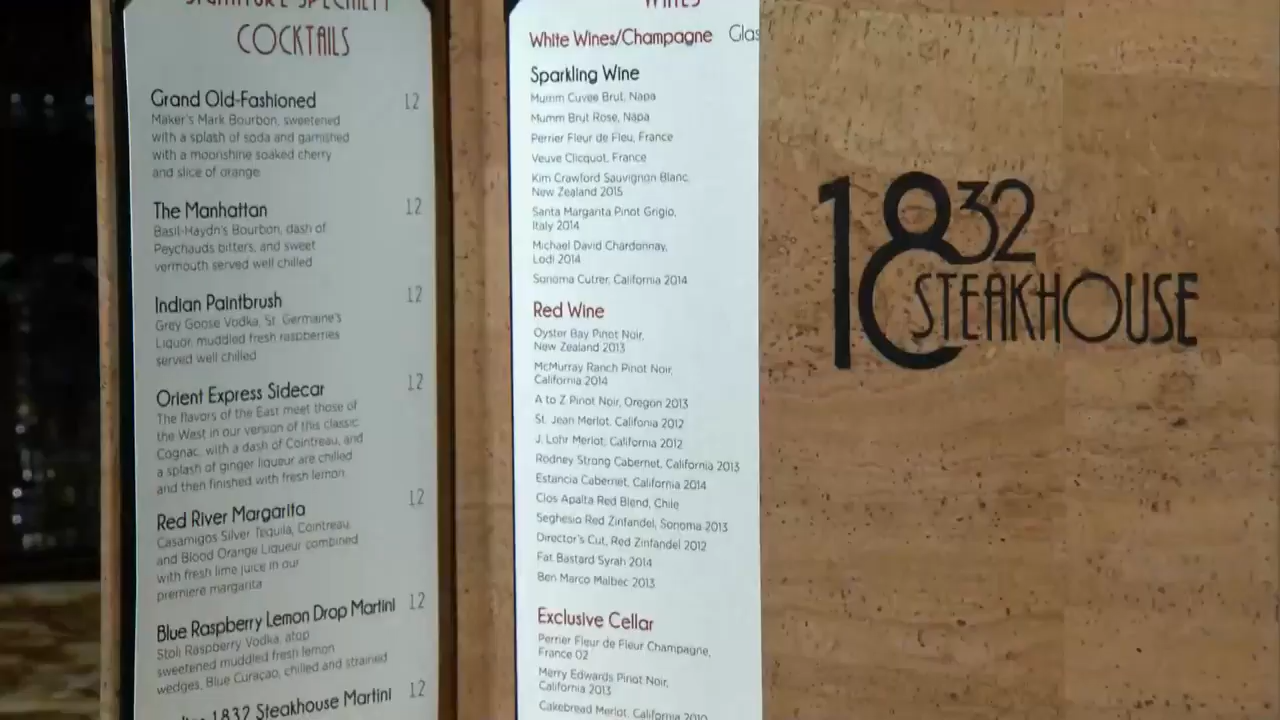 SIGNATURE SPECIALTY
COCKTAILS
Grand Old-Fashioned 12
Maker's Mark Bourbon, sweetened
with a splash of soda and garnished
with a moonshine soaked cherry
and slice of orange
The Manhattan 12
Basil-Haydn's Bourbon, dash of
Peychauds bitters, and sweet
vermouth served well chilled
Indian Paintbrush 12
Grey Goose Vodka, St. Germaine's
Liquor, muddled fresh raspberries
served well chilled
Orient Express Sidecar 12
The flavors of the East meet those of
the West in our version of this classic.
Cognac, with a dash of Cointreau, and
a splash of ginger liqueur are chilled
and then finished with fresh lemon
Red River Margarita 12
Casamigos Silver Tequila, Cointreau
and Blood Orange Liqueur combined
with fresh lime juice in our
premiere margarita
Blue Raspberry Lemon Drop Martini 12
Stoli Raspberry Vodka, atop
sweetened muddled fresh lemon
wedges, Blue Curaçao, chilled and strained
1832 Steakhouse Martini 12
WINES
White Wines/Champagne Glas
Sparkling Wine
Mumm Cuvee Brut, Napa
Mumm Brut Rose, Napa
Perrier Fleur de Fleu, France
Veuve Clicquot, France
Kim Crawford Sauvignon Blanc,
New Zealand 2015
Santa Margarita Pinot Grigio,
Italy 2014
Michael David Chardonnay,
Lodi 2014
Sonoma Cutrer, California 2014
Red Wine
Oyster Bay Pinot Noir,
New Zealand 2013
McMurray Ranch Pinot Noir,
California 2014
A to Z Pinot Noir, Oregon 2013
St. Jean Merlot, Califonia 2012
J. Lohr Merlot, California 2012
Rodney Strong Cabernet, California 2013
Estancia Cabernet, California 2014
Clos Apalta Red Blend, Chile
Seghesio Red Zinfandel, Sonoma 2013
Director's Cut, Red Zinfandel 2012
Fat Bastard Syrah 2014
Ben Marco Malbec 2013
Exclusive Cellar
Perrier Fleur de Fleur Champagne,
France 02
Merry Edwards Pinot Noir,
California 2013
Cakebread Merlot, California 2010
1832
STEAKHOUSE